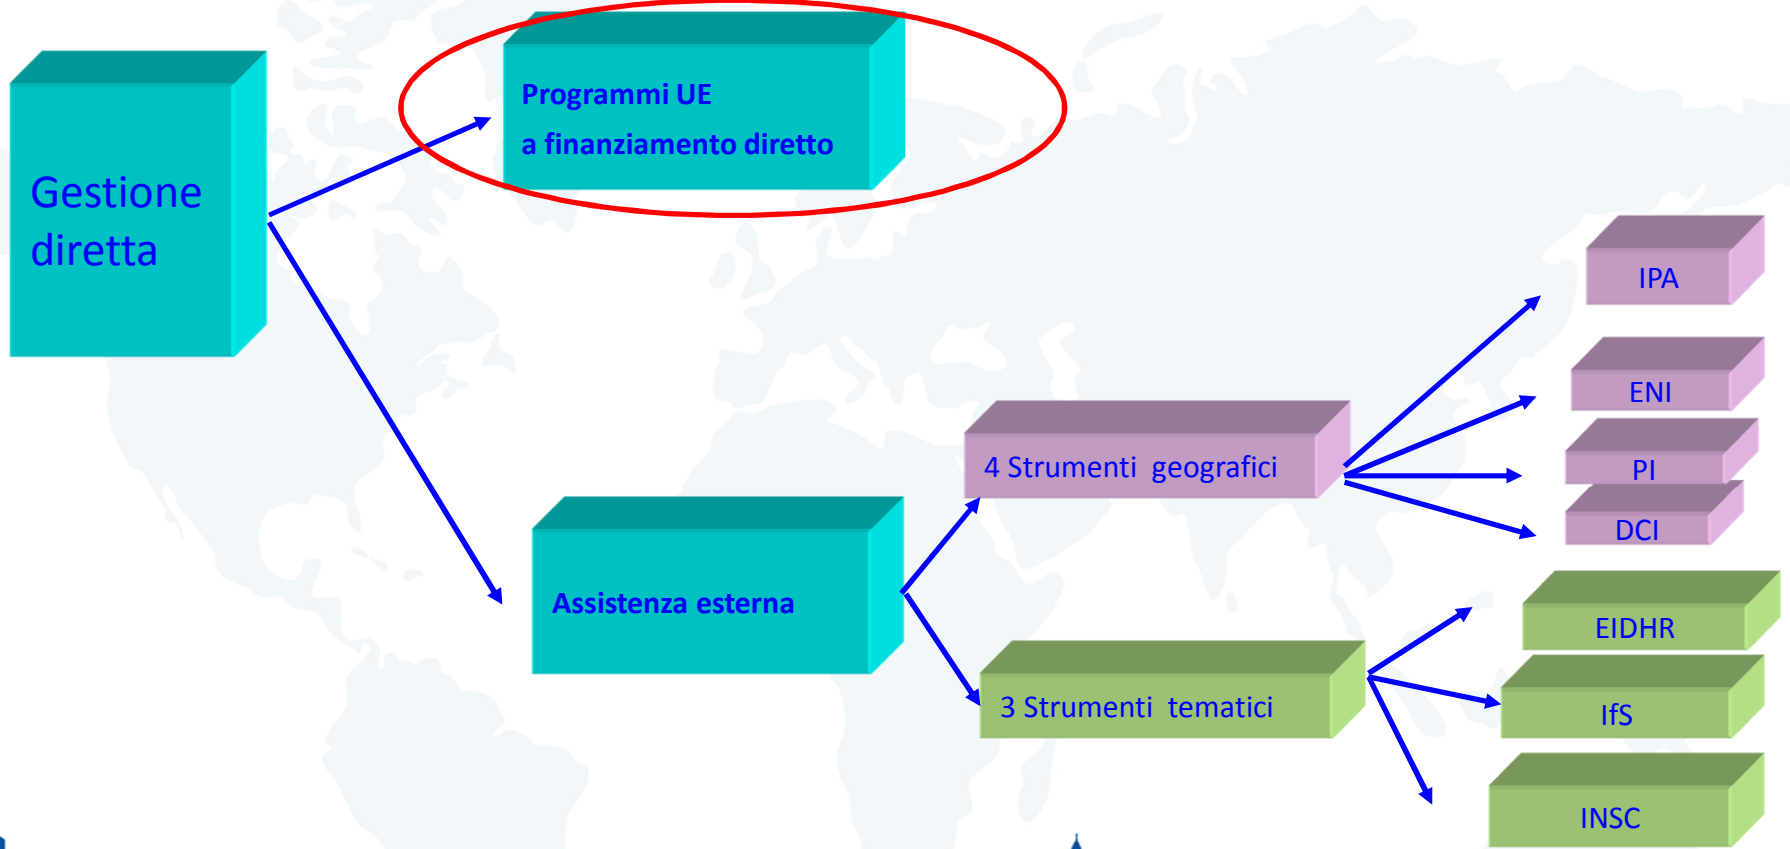 Programmi UE
a finanziamento diretto
Gestione
diretta
IPA
ENI
4 Strumenti geografici
PI
DCI
Assistenza esterna
EIDHR
3 Strumenti tematici
IfS
INSC